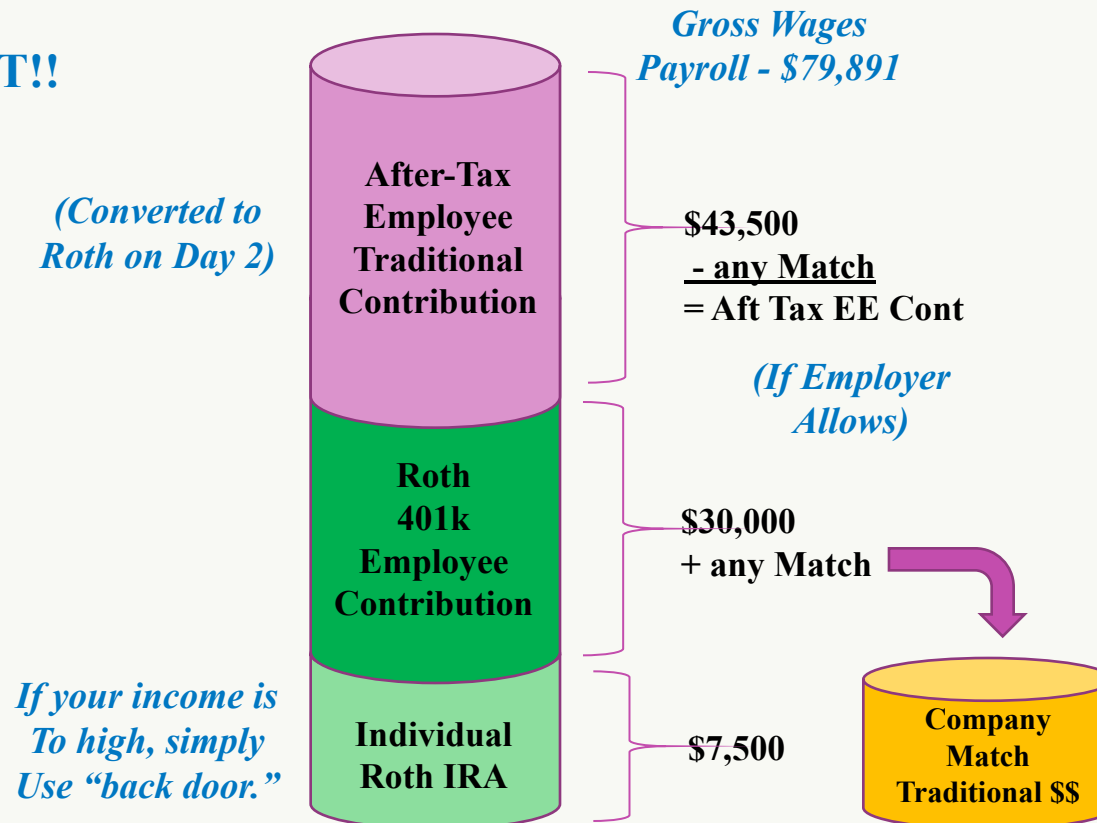 T!!
Gross Wages
Payroll - $79,891
(Converted to
Roth on Day 2)
After-Tax
Employee
Traditional
Contribution
$43,500
- any Match
= Aft Tax EE Cont
(If Employer
Allows)
Roth
401k
Employee
Contribution
$30,000
+ any Match
If your income is
To high, simply
Use “back door.”
Individual
Roth IRA
$7,500
Company
Match
Traditional $$